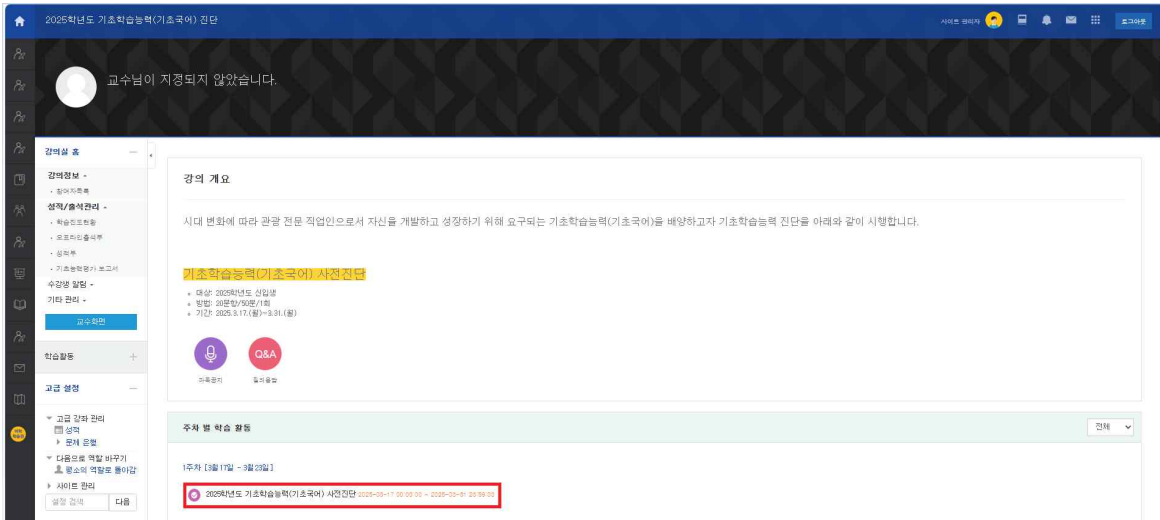 2025학년도 기초학습능력(기초국어) 진단
사이트 관리자
로그아웃
교수님이 지정되지 않았습니다.
강의실 홈
강의정보
참여자목록
성적/출석관리
학습진도현황
오프라인출석부
성적부
기초능력평가 보고서
수강생 알림
기타 관리
교수화면
학습활동
고급 설정
고급 강좌 관리
성적
문제 은행
다음으로 역할 바꾸기
평소의 역할로 돌아감
사이트 관리
설정 검색
다음
강의 개요
시대 변화에 따라 관광 전문 직업인으로서 자신을 개발하고 성장하기 위해 요구되는 기초학습능력(기초국어)을 배양하고자 기초학습능력 진단을 아래와 같이 시행합니다.
기초학습능력(기초국어) 사전진단
대상: 2025학년도 신입생
방법: 20문항/50분/1회
기간: 2025.3.17.(월)~3.31.(월)
Q&A
과목공지
질의응답
주차 별 학습 활동
전체
1주차 [3월17일 - 3월23일]
2025학년도 기초학습능력(기초국어) 사전진단 2025-03-17 00:00:00 ~ 2025-03-31 23:59:00